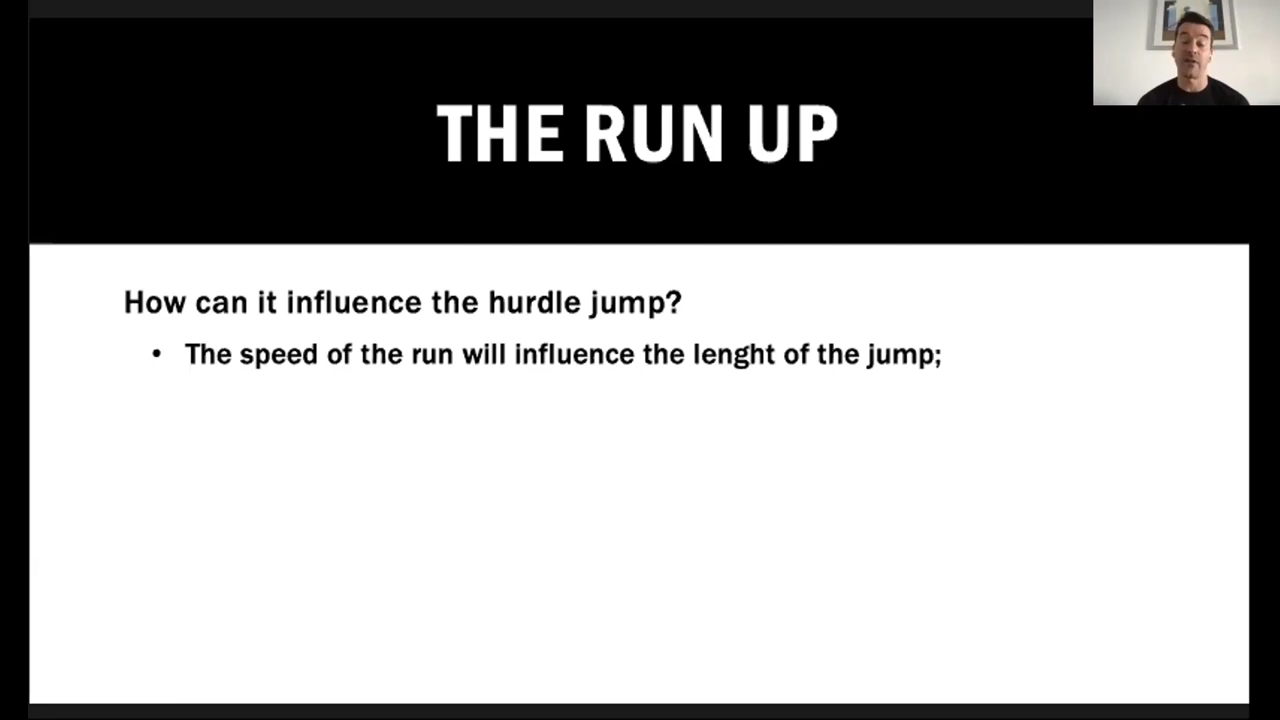 THE RUN UP
How can it influence the hurdle jump?
• The speed of the run will influence the lenght of the jump;